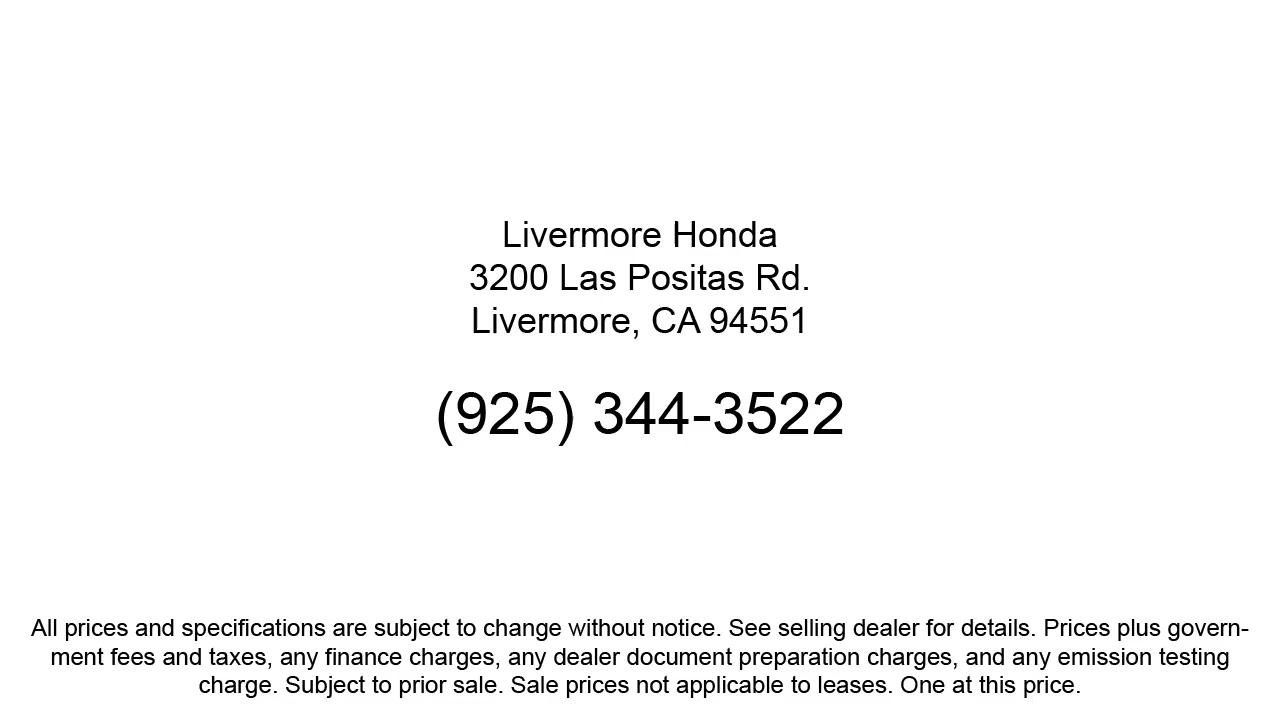 Livermore Honda
3200 Las Positas Rd.
Livermore, CA 94551
(925) 344-3522
All prices and specifications are subject to change without notice. See selling dealer for details. Prices plus govern-
ment fees and taxes, any finance charges, any dealer document preparation charges, and any emission testing
charge. Subject to prior sale. Sale prices not applicable to leases. One at this price.